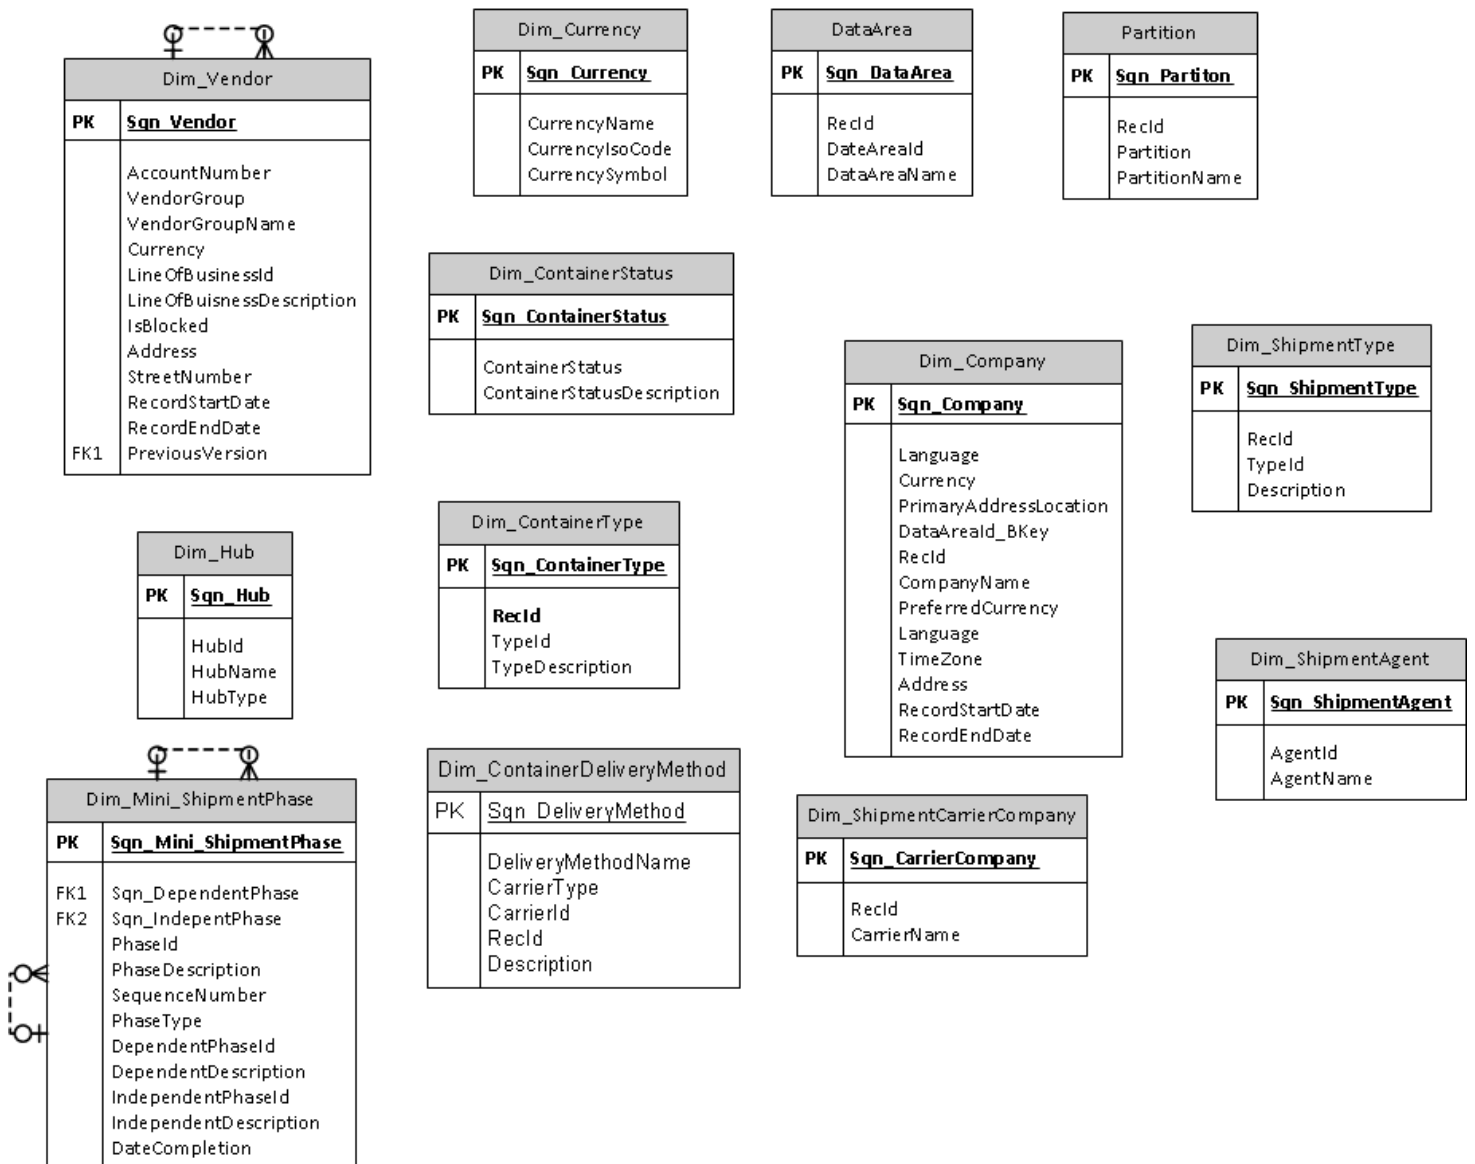 Dim_Vendor
PK Sqn_Vendor
AccountNumber
VendorGroup
VendorGroupName
Currency
LineOfBusinessId
LineOfBuisnessDescription
IsBlocked
Address
StreetNumber
RecordStartDate
RecordEndDate
FK1 PreviousVersion
Dim_Currency
PK Sqn_Currency
CurrencyName
CurrencyIsoCode
CurrencySymbol
DataArea
PK Sqn_DataArea
RecId
DateAreaId
DataAreaName
Partition
PK Sqn_Partiton
RecId
Partition
PartitionName
Dim_ContainerStatus
PK Sqn_ContainerStatus
ContainerStatus
ContainerStatusDescription
Dim_Company
PK Sqn_Company
Language
Currency
PrimaryAddressLocation
DataAreaId_BKey
RecId
CompanyName
PreferredCurrency
Language
TimeZone
Address
RecordStartDate
RecordEndDate
Dim_ShipmentType
PK Sqn_ShipmentType
RecId
TypeId
Description
Dim_Hub
PK Sqn_Hub
HubId
HubName
HubType
Dim_ContainerType
PK Sqn_ContainerType
RecId
TypeId
TypeDescription
Dim_ShipmentAgent
PK Sqn_ShipmentAgent
AgentId
AgentName
Dim_Mini_ShipmentPhase
PK Sqn_Mini_ShipmentPhase
FK1 Sqn_DependentPhase
FK2 Sqn_IndepentPhase
PhaseId
PhaseDescription
SequenceNumber
PhaseType
DependentPhaseId
DependentDescription
IndependentPhaseId
IndependentDescription
DateCompletion
Dim_ContainerDeliveryMethod
PK Sqn_DeliveryMethod
DeliveryMethodName
CarrierType
CarrierId
RecId
Description
Dim_ShipmentCarrierCompany
PK Sqn_CarrierCompany
RecId
CarrierName